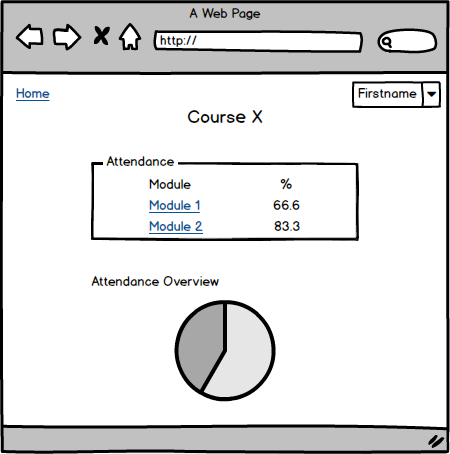 A Web Page
http://
Home
Firstname
Course X
Attendance
Module %
Module 1 66.6
Module 2 83.3
Attendance Overview